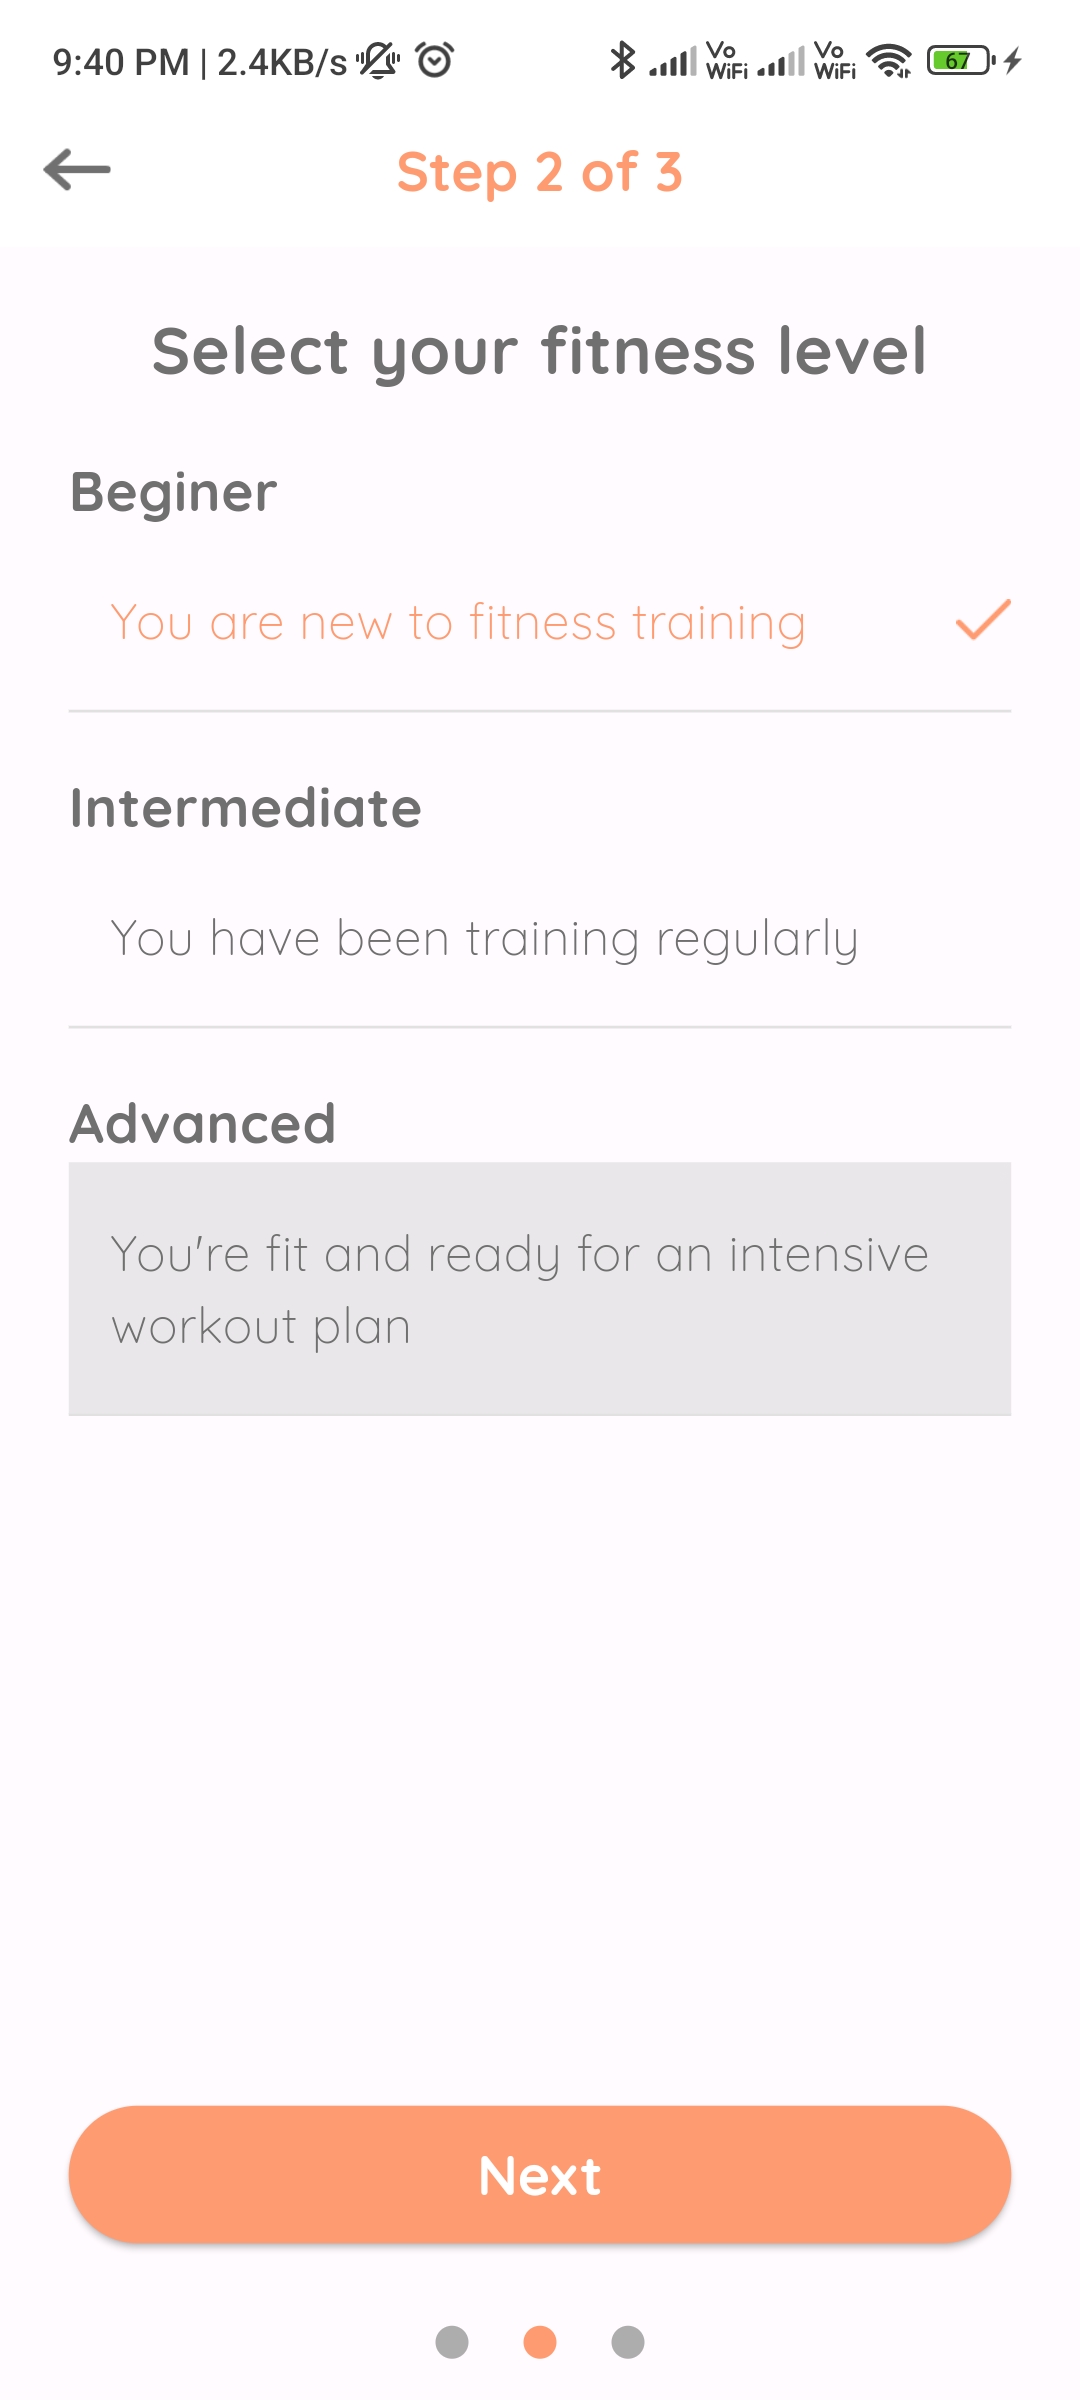 9:40 PM | 2.4KB/s
Vo WiFi Vo WiFi 67
Step 2 of 3
Select your fitness level
Beginer
You are new to fitness training
Intermediate
You have been training regularly
Advanced
You're fit and ready for an intensive
workout plan
Next